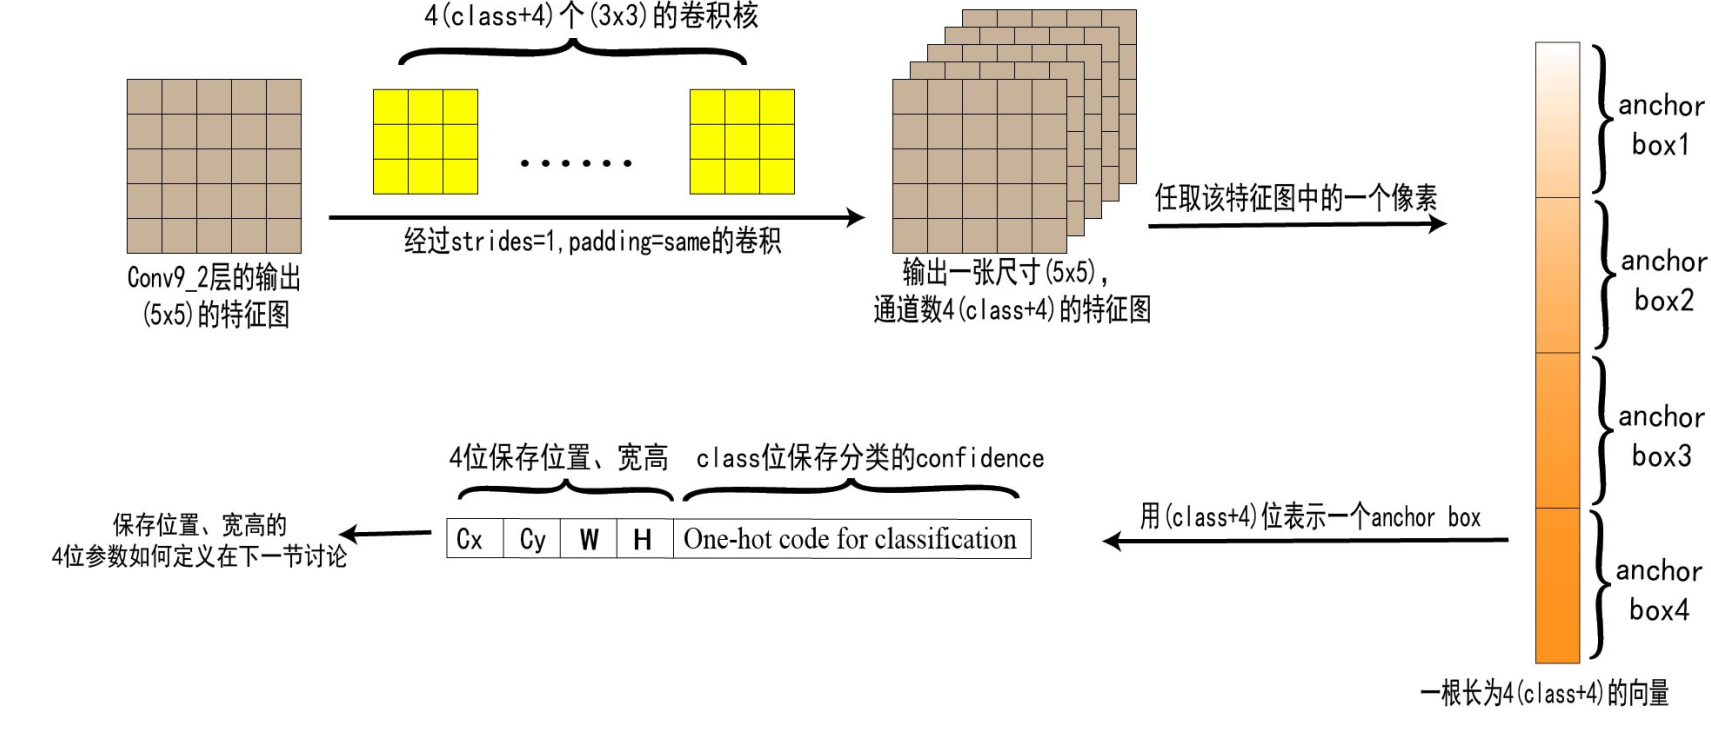 4(class+4)个(3x3)的卷积核
Conv9_2层的输出
(5x5)的特征图
······
经过strides=1,padding=same的卷积
输出一张尺寸(5x5),
通道数4(class+4)的特征图
任取该特征图中的一个像素
anchor
box1
anchor
box2
anchor
box3
anchor
box4
一根长为4(class+4)的向量
用(class+4)位表示一个anchor box
4位保存位置、宽高
class位保存分类的confidence
Cx Cy W H One-hot code for classification
保存位置、宽高的
4位参数如何定义在下一节讨论